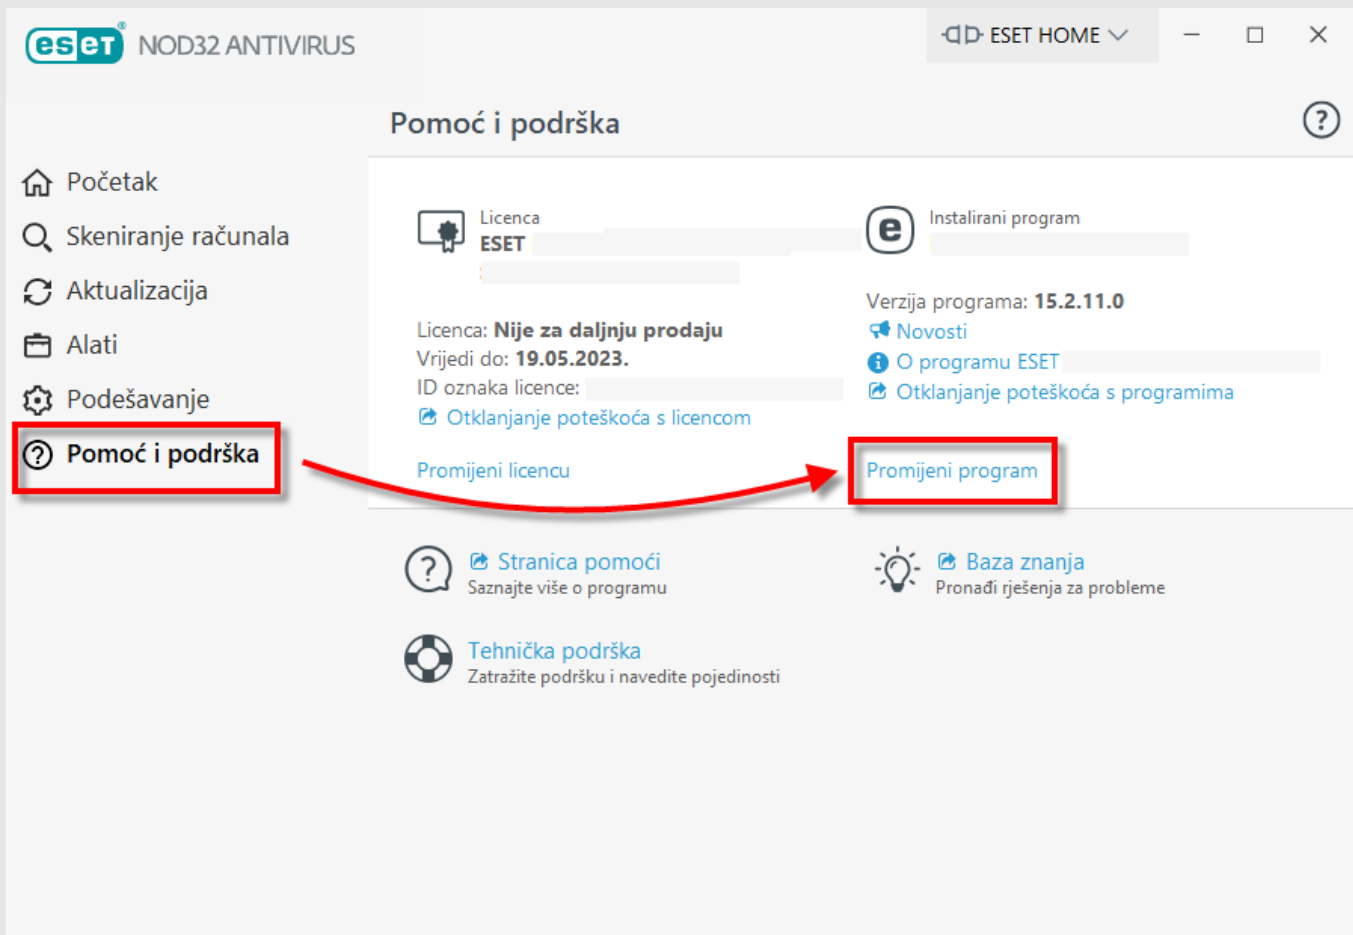 eset NOD32 ANTIVIRUS
ESET HOME
Pomoć i podrška
Početak
Skeniranje računala
Aktualizacija
Alati
Podešavanje
Pomoć i podrška
Licenca
ESET
Licenca: Nije za daljnju prodaju
Vrijedi do: 19.05.2023.
ID oznaka licence:
Otklanjanje poteškoća s licencom
Promijeni licencu
Instalirani program
Verzija programa: 15.2.11.0
Novosti
O programu ESET
Otklanjanje poteškoća s programima
Promijeni program
Stranica pomoći
Saznajte više o programu
Baza znanja
Pronađi rješenja za probleme
Tehnička podrška
Zatražite podršku i navedite pojedinosti